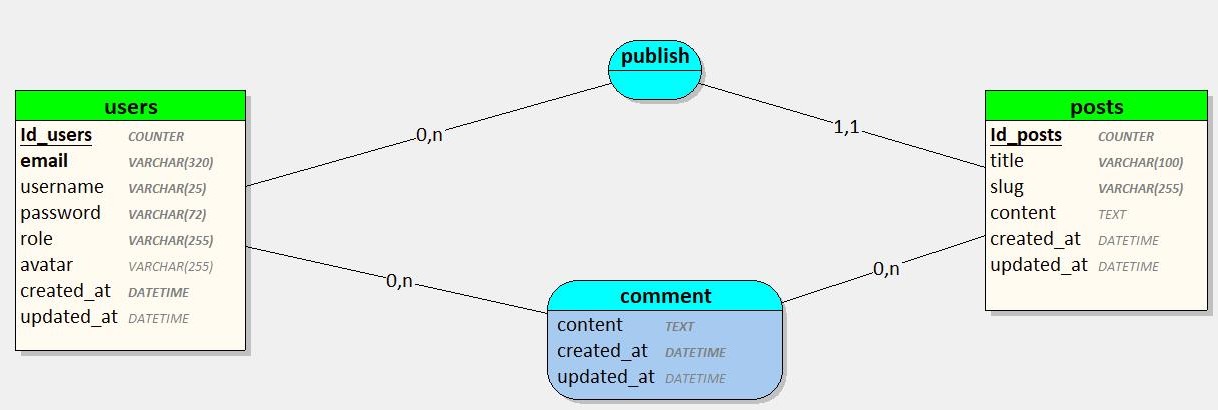 publish
users
Id_users COUNTER
email VARCHAR(320)
username VARCHAR(25)
password VARCHAR(72)
role VARCHAR(255)
avatar VARCHAR(255)
created_at DATETIME
updated_at DATETIME
0,n
1,1
posts
Id_posts COUNTER
title VARCHAR(100)
slug VARCHAR(255)
content TEXT
created_at DATETIME
updated_at DATETIME
0,n
0,n
comment
content TEXT
created_at DATETIME
updated_at DATETIME